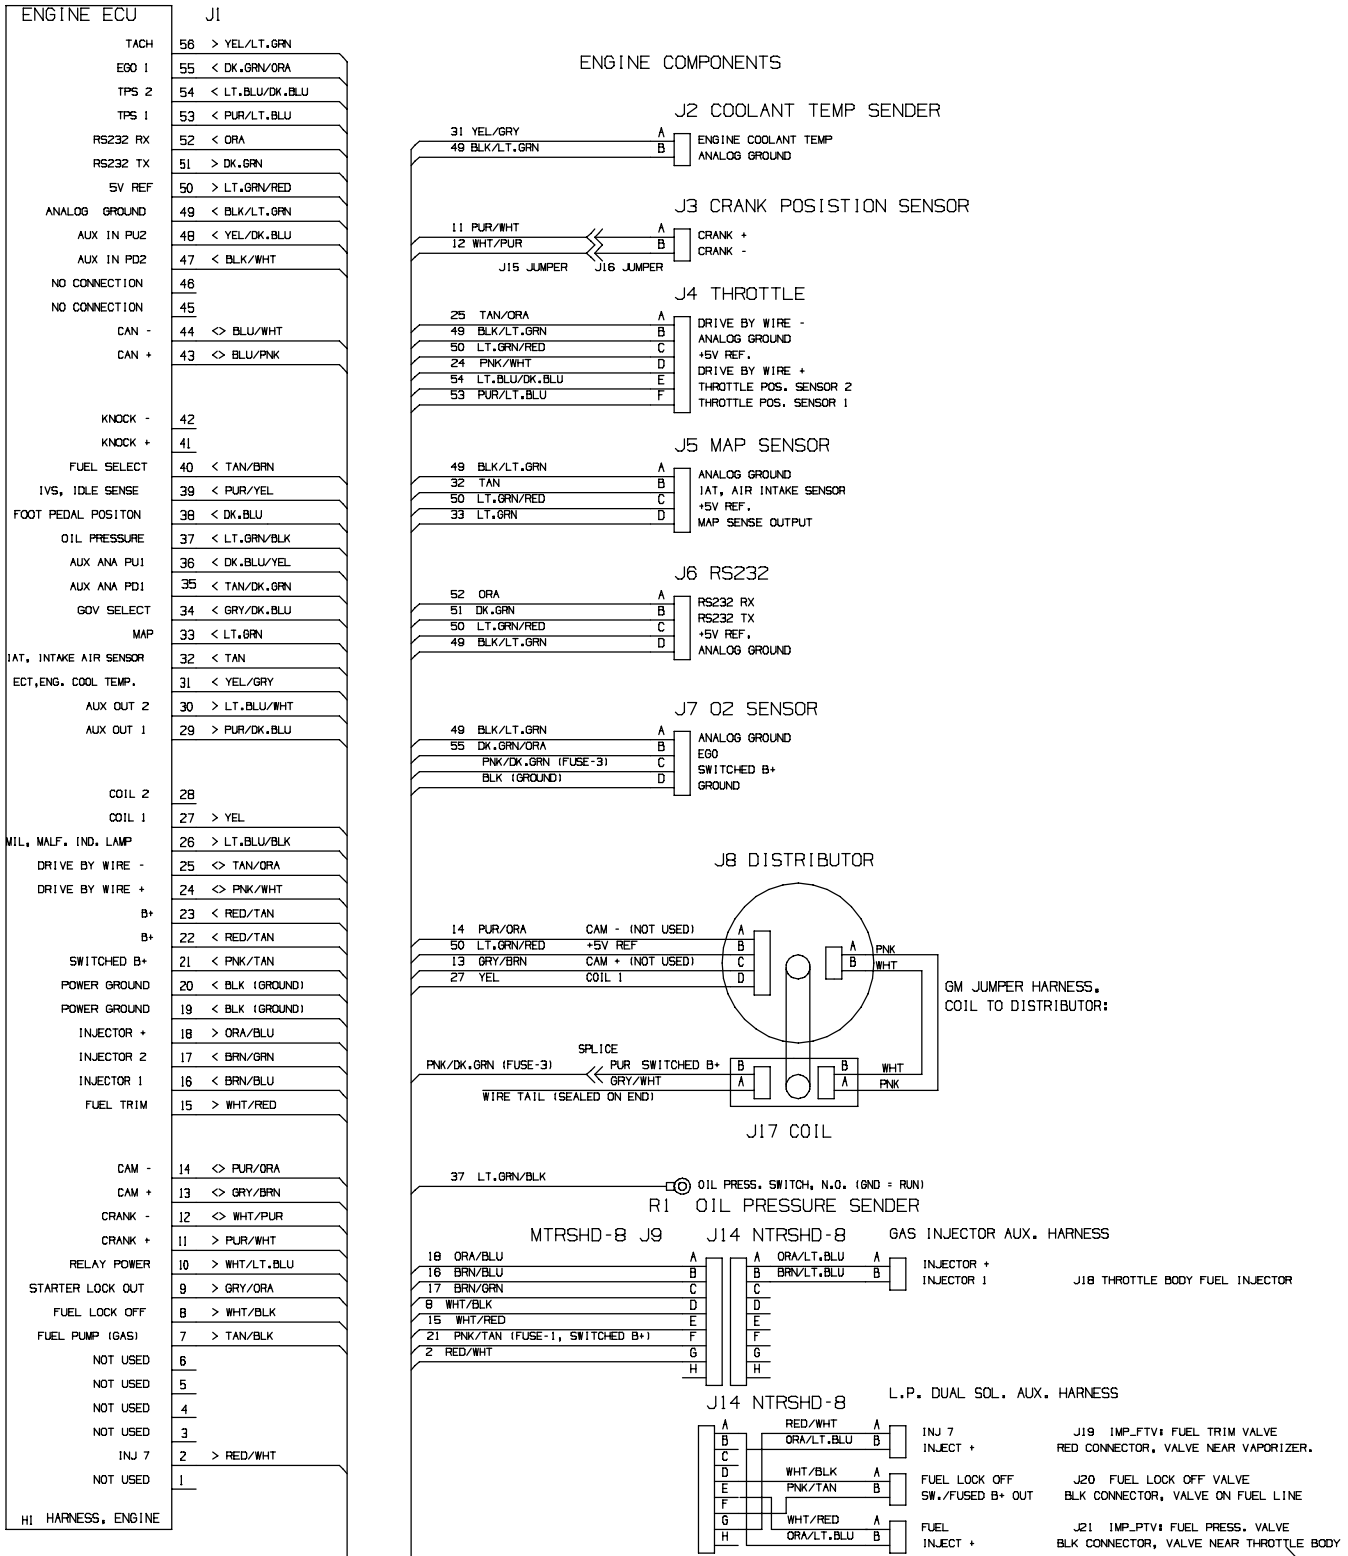 ENGINE ECU J1
TACH 56 > YEL/LT.GRN
EGO 1 55 < DK.GRN/ORA
TPS 2 54 < LT.BLU/DK.BLU
TPS 1 53 < PUR/LT.BLU
RS232 RX 52 < ORA
RS232 TX 51 > DK.GRN
5V REF 50 > LT.GRN/RED
ANALOG GROUND 49 < BLK/LT.GRN
AUX IN PU2 48 < YEL/DK.BLU
AUX IN PD2 47 < BLK/WHT
NO CONNECTION 46
NO CONNECTION 45
CAN - 44 <> BLU/WHT
CAN + 43 <> BLU/PNK
KNOCK - 42
KNOCK + 41
FUEL SELECT 40 < TAN/BRN
IVS, IDLE SENSE 39 < PUR/YEL
FOOT PEDAL POSITON 38 < DK.BLU
OIL PRESSURE 37 < LT.GRN/BLK
AUX ANA PU1 36 < DK.BLU/YEL
AUX ANA PD1 35 < TAN/DK.GRN
GOV SELECT 34 < GRY/DK.BLU
MAP 33 < LT.GRN
IAT, INTAKE AIR SENSOR 32 < TAN
ECT,ENG. COOL TEMP. 31 < YEL/GRY
AUX OUT 2 30 > LT.BLU/WHT
AUX OUT 1 29 > PUR/DK.BLU
COIL 2 28
COIL 1 27 > YEL
MIL, MALF. IND. LAMP 26 > LT.BLU/BLK
DRIVE BY WIRE - 25 <> TAN/ORA
DRIVE BY WIRE + 24 <> PNK/WHT
B+ 23 < RED/TAN
B+ 22 < RED/TAN
SWITCHED B+ 21 < PNK/TAN
POWER GROUND 20 < BLK (GROUND)
POWER GROUND 19 < BLK (GROUND)
INJECTOR + 18 > ORA/BLU
INJECTOR 2 17 < BRN/GRN
INJECTOR 1 16 < BRN/BLU
FUEL TRIM 15 > WHT/RED
CAM - 14 <> PUR/ORA
CAM + 13 <> GRY/BRN
CRANK - 12 <> WHT/PUR
CRANK + 11 > PUR/WHT
RELAY POWER 10 > WHT/LT.BLU
STARTER LOCK OUT 9 > GRY/ORA
FUEL LOCK OFF 8 > WHT/BLK
FUEL PUMP (GAS) 7 > TAN/BLK
NOT USED 6
NOT USED 5
NOT USED 4
NOT USED 3
INJ 7 2 > RED/WHT
NOT USED 1
H1 HARNESS, ENGINE
ENGINE COMPONENTS
J2 COOLANT TEMP SENDER
31 YEL/GRY A ENGINE COOLANT TEMP
49 BLK/LT.GRN B ANALOG GROUND
J3 CRANK POSISTION SENSOR
11 PUR/WHT A CRANK +
12 WHT/PUR B CRANK -
J15 JUMPER J16 JUMPER
J4 THROTTLE
25 TAN/ORA A DRIVE BY WIRE -
49 BLK/LT.GRN B ANALOG GROUND
50 LT.GRN/RED C +5V REF.
24 PNK/WHT D DRIVE BY WIRE +
54 LT.BLU/DK.BLU E THROTTLE POS. SENSOR 2
53 PUR/LT.BLU F THROTTLE POS. SENSOR 1
J5 MAP SENSOR
49 BLK/LT.GRN A ANALOG GROUND
32 TAN B IAT, AIR INTAKE SENSOR
50 LT.GRN/RED C +5V REF.
33 LT.GRN D MAP SENSE OUTPUT
J6 RS232
52 ORA A RS232 RX
51 DK.GRN B RS232 TX
50 LT.GRN/RED C +5V REF.
49 BLK/LT.GRN D ANALOG GROUND
J7 O2 SENSOR
49 BLK/LT.GRN A ANALOG GROUND
55 DK.GRN/ORA B EGO
PNK/DK.GRN (FUSE-3) C SWITCHED B+
BLK (GROUND) D GROUND
J8 DISTRIBUTOR
14 PUR/ORA CAM - (NOT USED) A
50 LT.GRN/RED +5V REF B A PNK
13 GRY/BRN CAM + (NOT USED) C B WHT
27 YEL COIL 1 D
GM JUMPER HARNESS,
COIL TO DISTRIBUTOR:
SPLICE
PNK/DK.GRN (FUSE-3) PUR SWITCHED B+ B B WHT
GRY/WHT A A PNK
WIRE TAIL (SEALED ON END)
J17 COIL
37 LT.GRN/BLK OIL PRESS. SWITCH, N.O. (GND = RUN)
R1 OIL PRESSURE SENDER
MTRSHD-8 J9 J14 NTRSHD-8 GAS INJECTOR AUX. HARNESS
18 ORA/BLU A A ORA/LT.BLU A INJECTOR +
16 BRN/BLU B B BRN/LT.BLU B INJECTOR 1 J18 THROTTLE BODY FUEL INJECTOR
17 BRN/GRN C C
8 WHT/BLK D D
15 WHT/RED E E
21 PNK/TAN (FUSE-1, SWITCHED B+) F F
2 RED/WHT G G
H H
J14 NTRSHD-8 L.P. DUAL SOL. AUX. HARNESS
A RED/WHT A INJ 7 J19 IMP_FTV: FUEL TRIM VALVE
B ORA/LT.BLU B INJECT + RED CONNECTOR, VALVE NEAR VAPORIZER.
C
D WHT/BLK A FUEL LOCK OFF J20 FUEL LOCK OFF VALVE
E PNK/TAN B SW./FUSED B+ OUT BLK CONNECTOR, VALVE ON FUEL LINE
F
G WHT/RED A FUEL J21 IMP_PTV: FUEL PRESS. VALVE
H ORA/LT.BLU B INJECT + BLK CONNECTOR, VALVE NEAR THROTTLE BODY